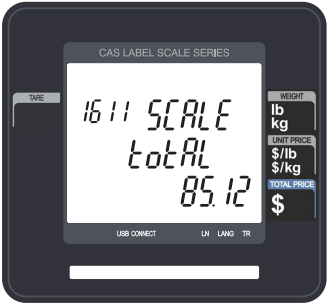 CAS LABEL SCALE SERIES
TARE
1611 SCALE
totAL
85.12
WEIGHT
lb
kg
UNIT PRICE
$/lb
$/kg
TOTAL PRICE
$
USB CONNECT LN LANG TR